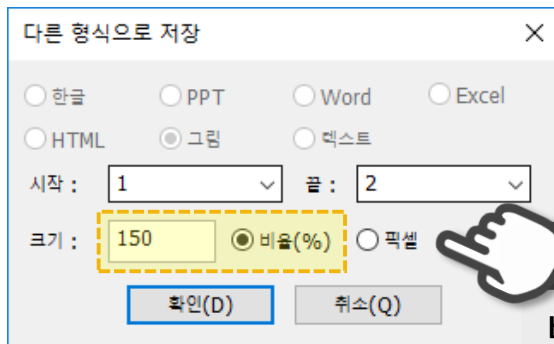 다른 형식으로 저장
한글 PPT Word Excel
HTML 그림 텍스트
시작 : 1 끝 : 2
크기 : 150 비율(%) 픽셀
확인(D) 취소(Q)